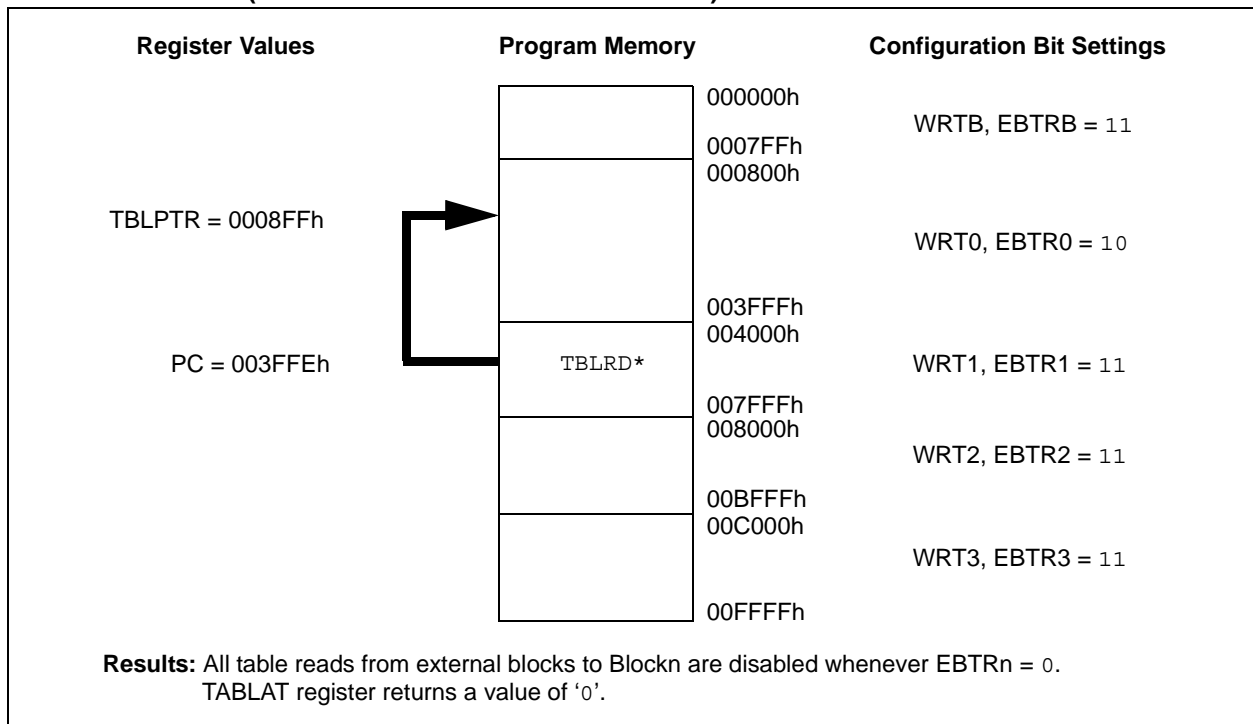 Register Values Program Memory Configuration Bit Settings
000000h
WRTB, EBTRB = 11
0007FFh
000800h
TBLPTR = 0008FFh
WRT0, EBTR0 = 10
003FFFh
004000h
PC = 003FFEh TBLRD* WRT1, EBTR1 = 11
007FFFh
008000h
WRT2, EBTR2 = 11
00BFFFh
00C000h
WRT3, EBTR3 = 11
00FFFFh
Results: All table reads from external blocks to Blockn are disabled whenever EBTRn = 0.
TABLAT register returns a value of ‘0’.